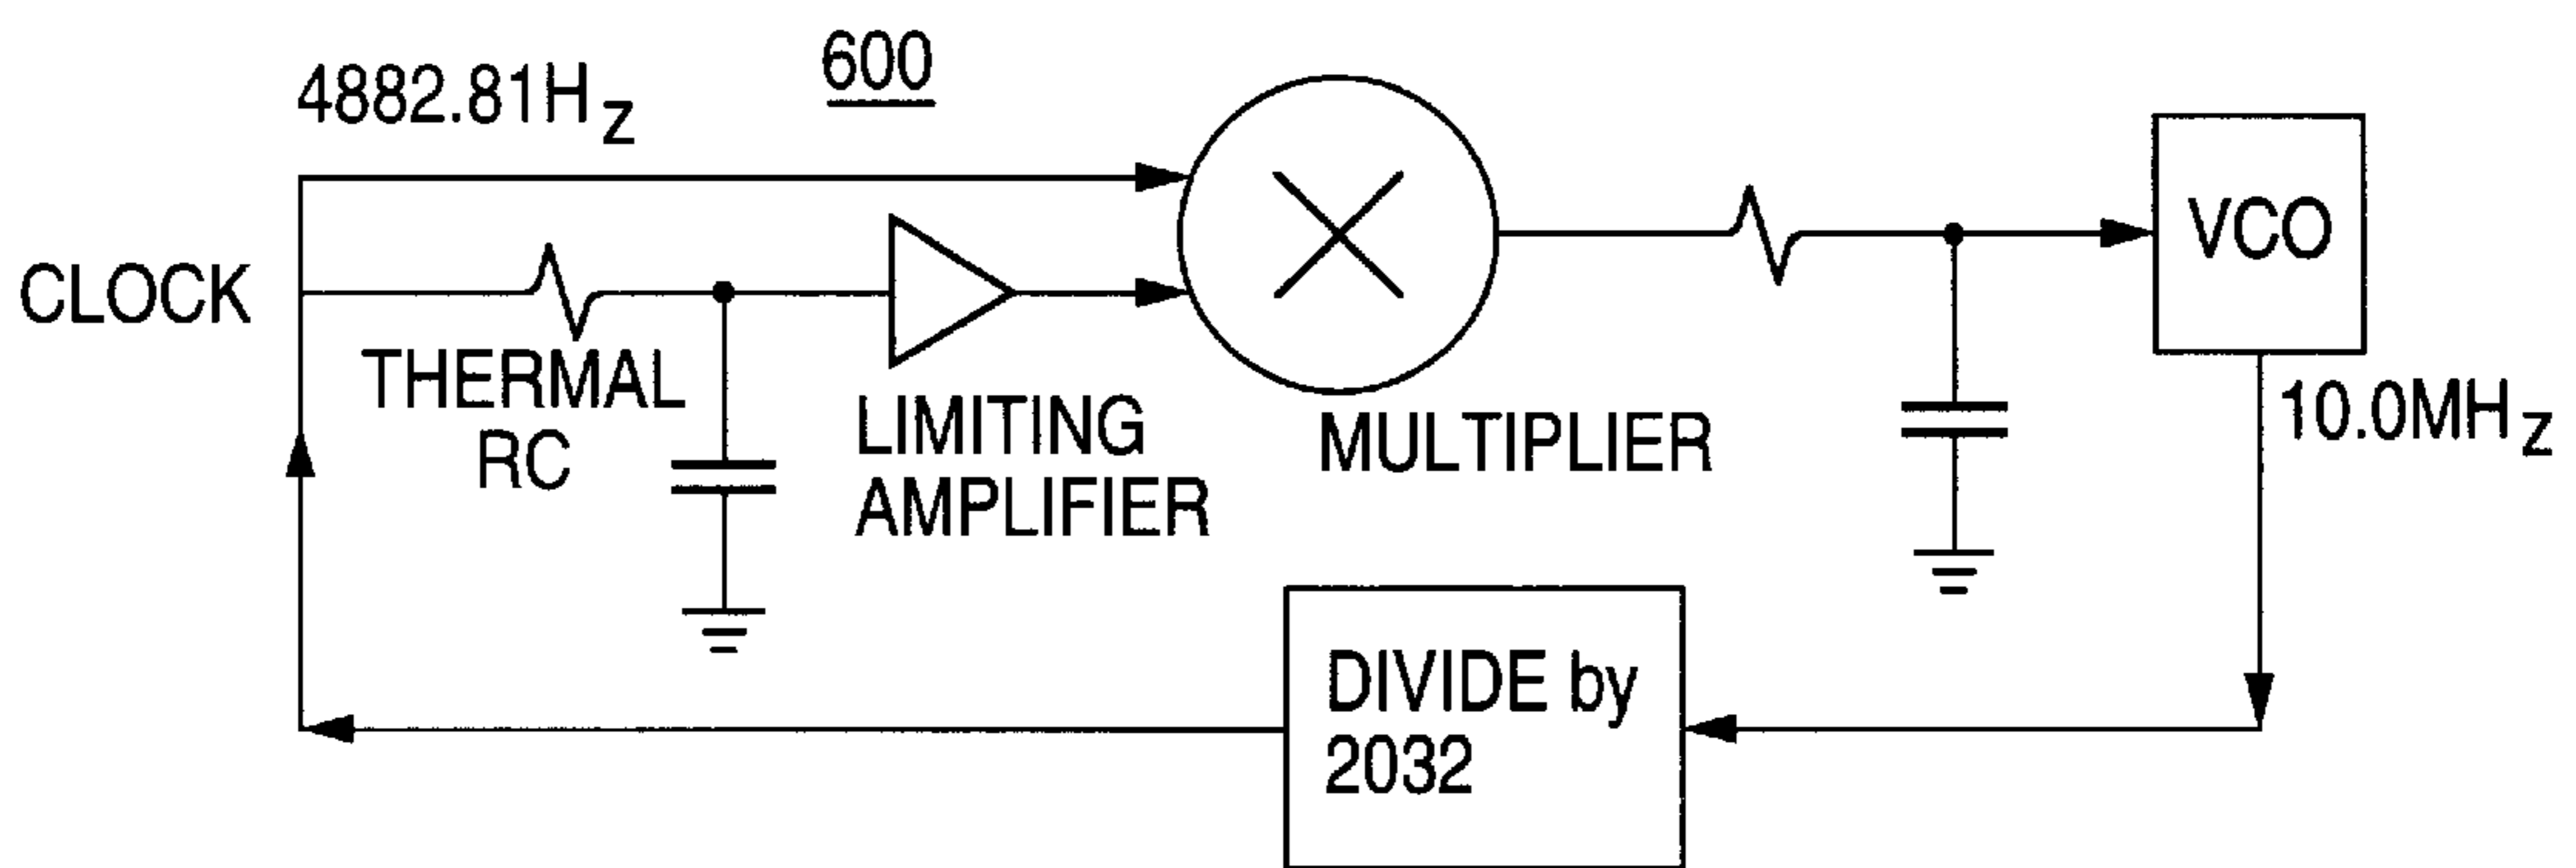 600
4882.81Hz
CLOCK
THERMAL
RC
LIMITING
AMPLIFIER
MULTIPLIER
VCO
10.0MHz
DIVIDE by
2032